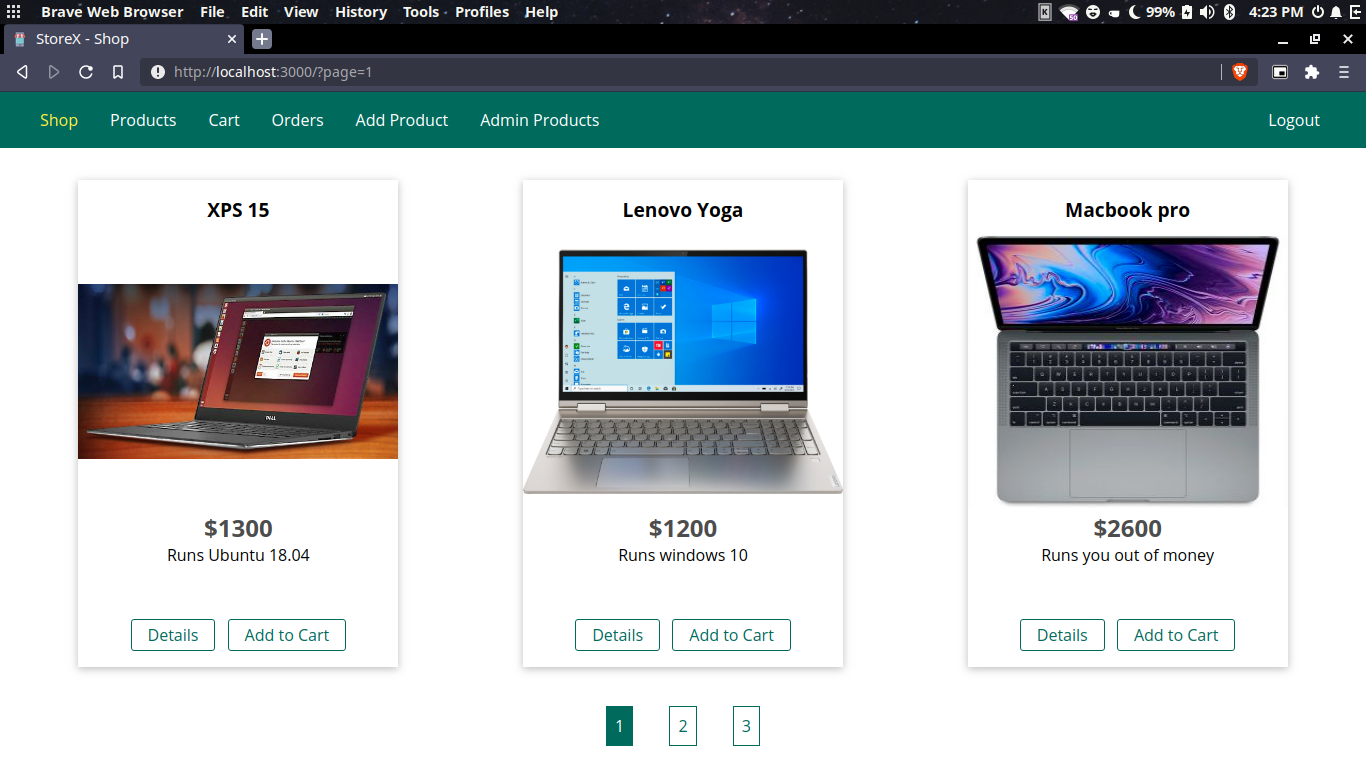 Brave Web Browser File Edit View History Tools Profiles Help 99% 4:23 PM
StoreX - Shop
http://localhost:3000/?page=1
Shop Products Cart Orders Add Product Admin Products Logout
XPS 15 Lenovo Yoga Macbook pro
DELL
$1300 $1200 $2600
Runs Ubuntu 18.04 Runs windows 10 Runs you out of money
Details Add to Cart Details Add to Cart Details Add to Cart
1 2 3